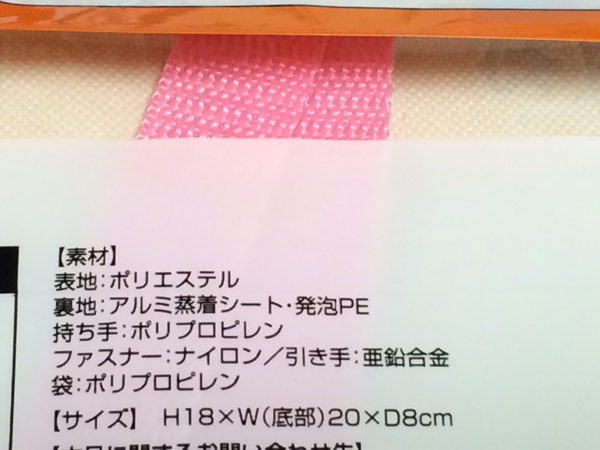 【素材】
表地:ポリエステル
裏地:アルミ蒸着シート・発泡PE
持ち手:ポリプロピレン
ファスナー:ナイロン/引き手:亜鉛合金
袋:ポリプロピレン
【サイズ】 H18×W(底部)20×D8cm